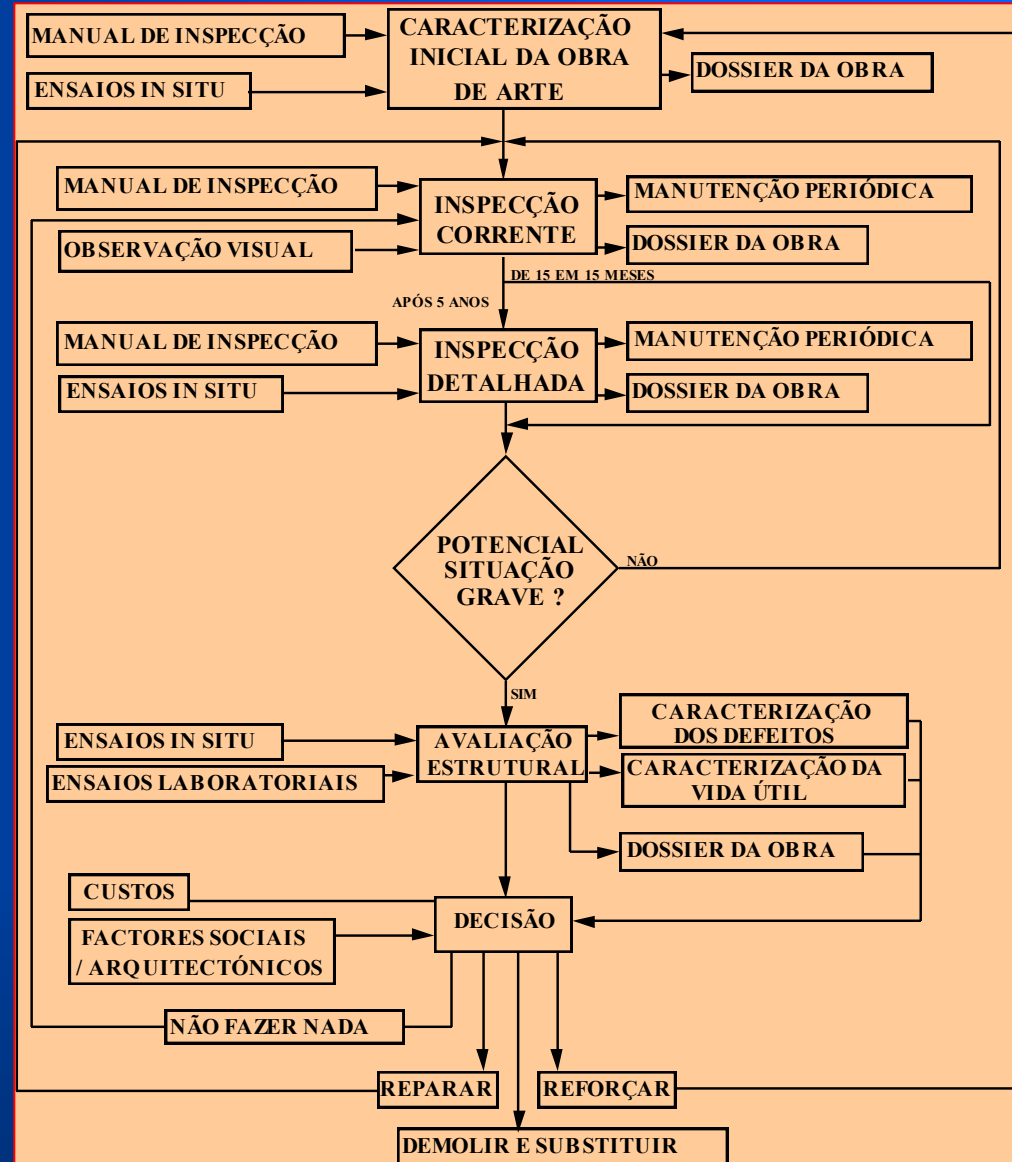 MANUAL DE INSPECÇÃO
CARACTERIZAÇÃO
INICIAL DA OBRA
DE ARTE
DOSSIER DA OBRA
ENSAIOS IN SITU
MANUAL DE INSPECÇÃO
INSPECÇÃO
CORRENTE
MANUTENÇÃO PERIÓDICA
OBSERVAÇÃO VISUAL
DOSSIER DA OBRA
DE 15 EM 15 MESES
APÓS 5 ANOS
MANUAL DE INSPECÇÃO
INSPECÇÃO
DETALHADA
MANUTENÇÃO PERIÓDICA
ENSAIOS IN SITU
DOSSIER DA OBRA
POTENCIAL
SITUAÇÃO
GRAVE ?
NÃO
SIM
ENSAIOS IN SITU
AVALIAÇÃO
ESTRUTURAL
CARACTERIZAÇÃO
DOS DEFEITOS
ENSAIOS LABORATORIAIS
CARACTERIZAÇÃO DA
VIDA ÚTIL
DOSSIER DA OBRA
CUSTOS
DECISÃO
FACTORES SOCIAIS
/ ARQUITECTÓNICOS
NÃO FAZER NADA
REPARAR
REFORÇAR
DEMOLIR E SUBSTITUIR